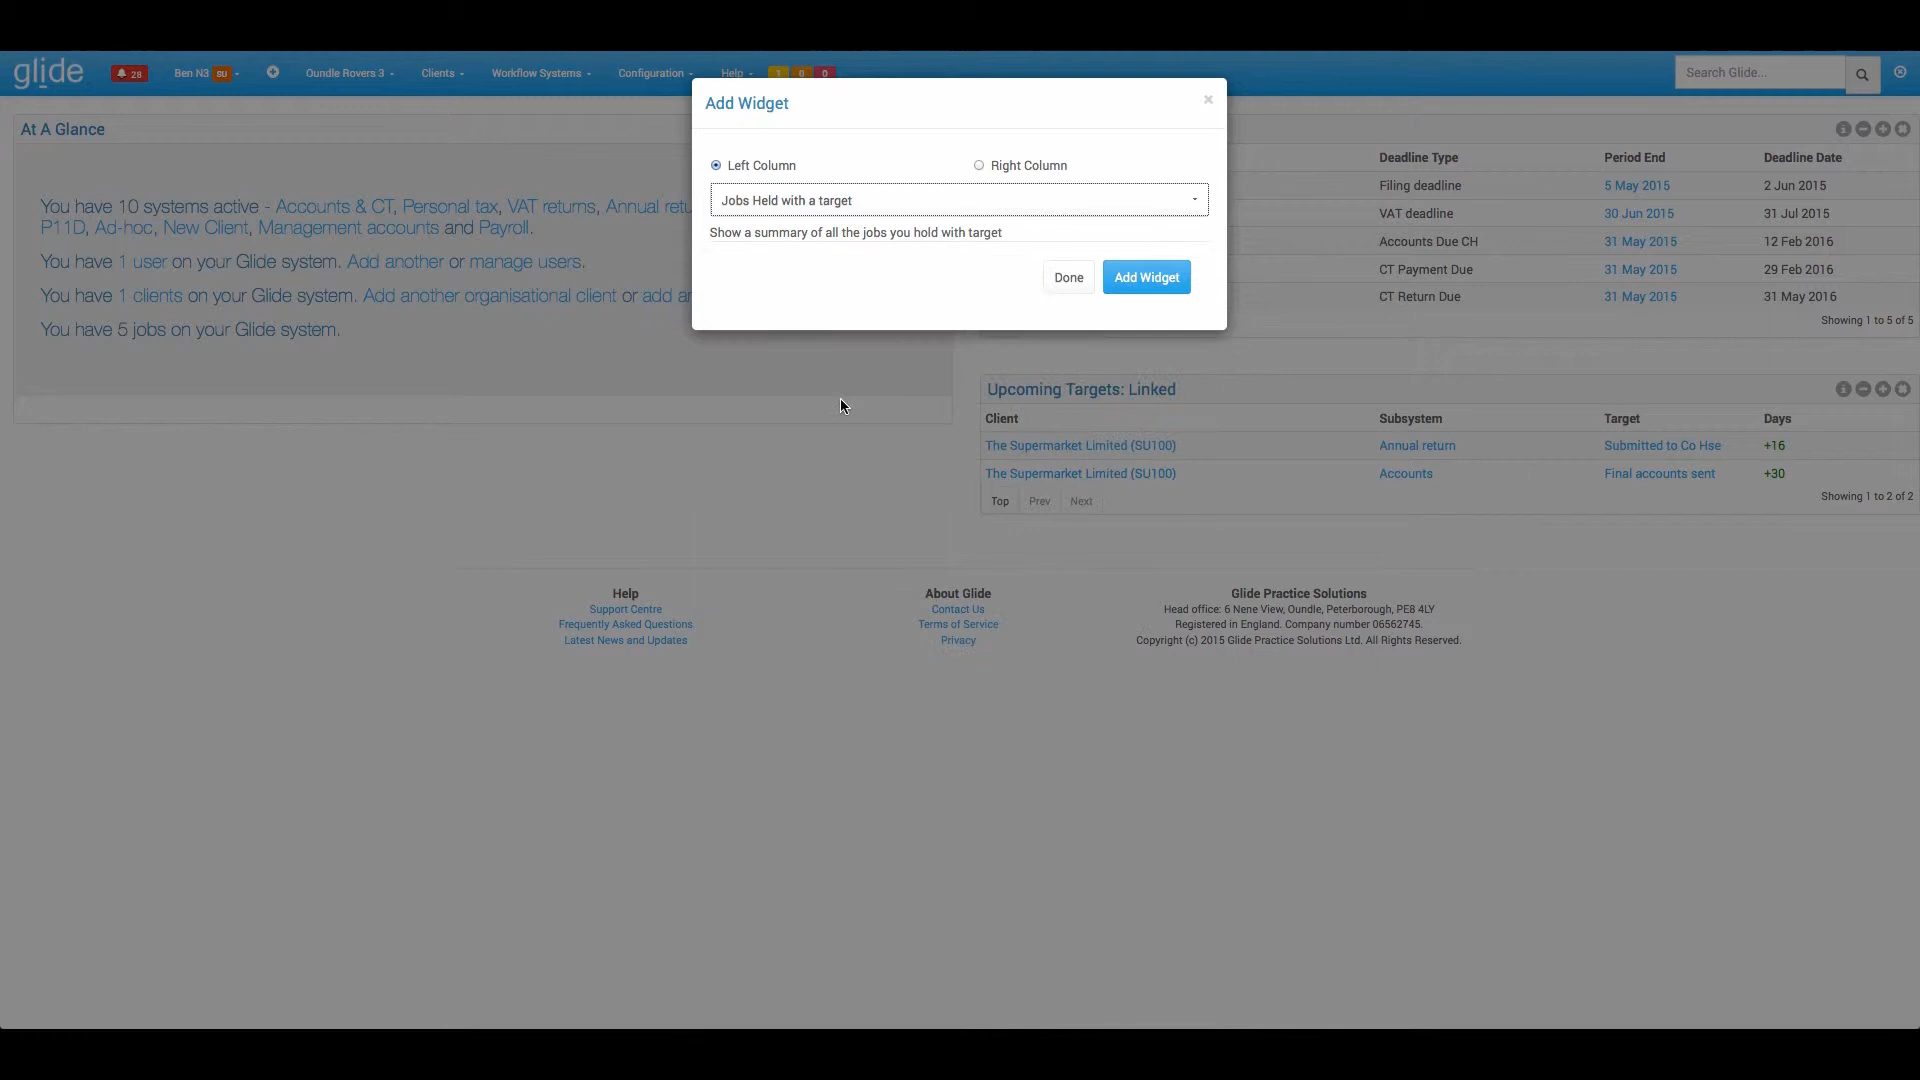 glide
28
Ben N3 SU
Oundle Rovers 3
Clients
Workflow Systems
Configuration
Help
1 0 0
Search Glide...
Add Widget
×
Left Column
Right Column
Jobs Held with a target
Show a summary of all the jobs you hold with target
Done
Add Widget
At A Glance
You have 10 systems active - Accounts & CT, Personal tax, VAT returns, Annual retu
P11D, Ad-hoc, New Client, Management accounts and Payroll.
You have 1 user on your Glide system. Add another or manage users.
You have 1 clients on your Glide system. Add another organisational client or add an
You have 5 jobs on your Glide system.
Deadline Type Period End Deadline Date
Filing deadline 5 May 2015 2 Jun 2015
VAT deadline 30 Jun 2015 31 Jul 2015
Accounts Due CH 31 May 2015 12 Feb 2016
CT Payment Due 31 May 2015 29 Feb 2016
CT Return Due 31 May 2015 31 May 2016
Showing 1 to 5 of 5
Upcoming Targets: Linked
Client Subsystem Target Days
The Supermarket Limited (SU100) Annual return Submitted to Co Hse +16
The Supermarket Limited (SU100) Accounts Final accounts sent +30
Top Prev Next
Showing 1 to 2 of 2
Help
Support Centre
Frequently Asked Questions
Latest News and Updates
About Glide
Contact Us
Terms of Service
Privacy
Glide Practice Solutions
Head office: 6 Nene View, Oundle, Peterborough, PE8 4LY
Registered in England. Company number 06562745.
Copyright (c) 2015 Glide Practice Solutions Ltd. All Rights Reserved.